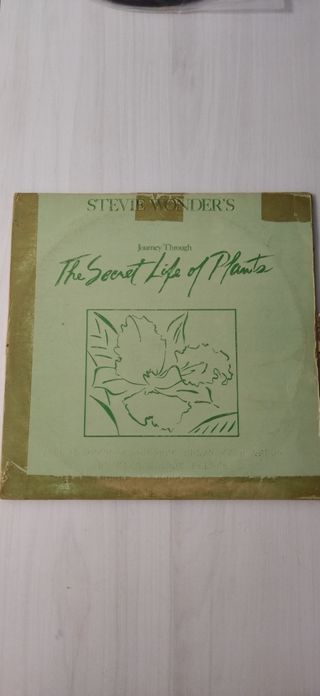 STEVIE WONDER'S
Journey Through
The Secret Life of Plants